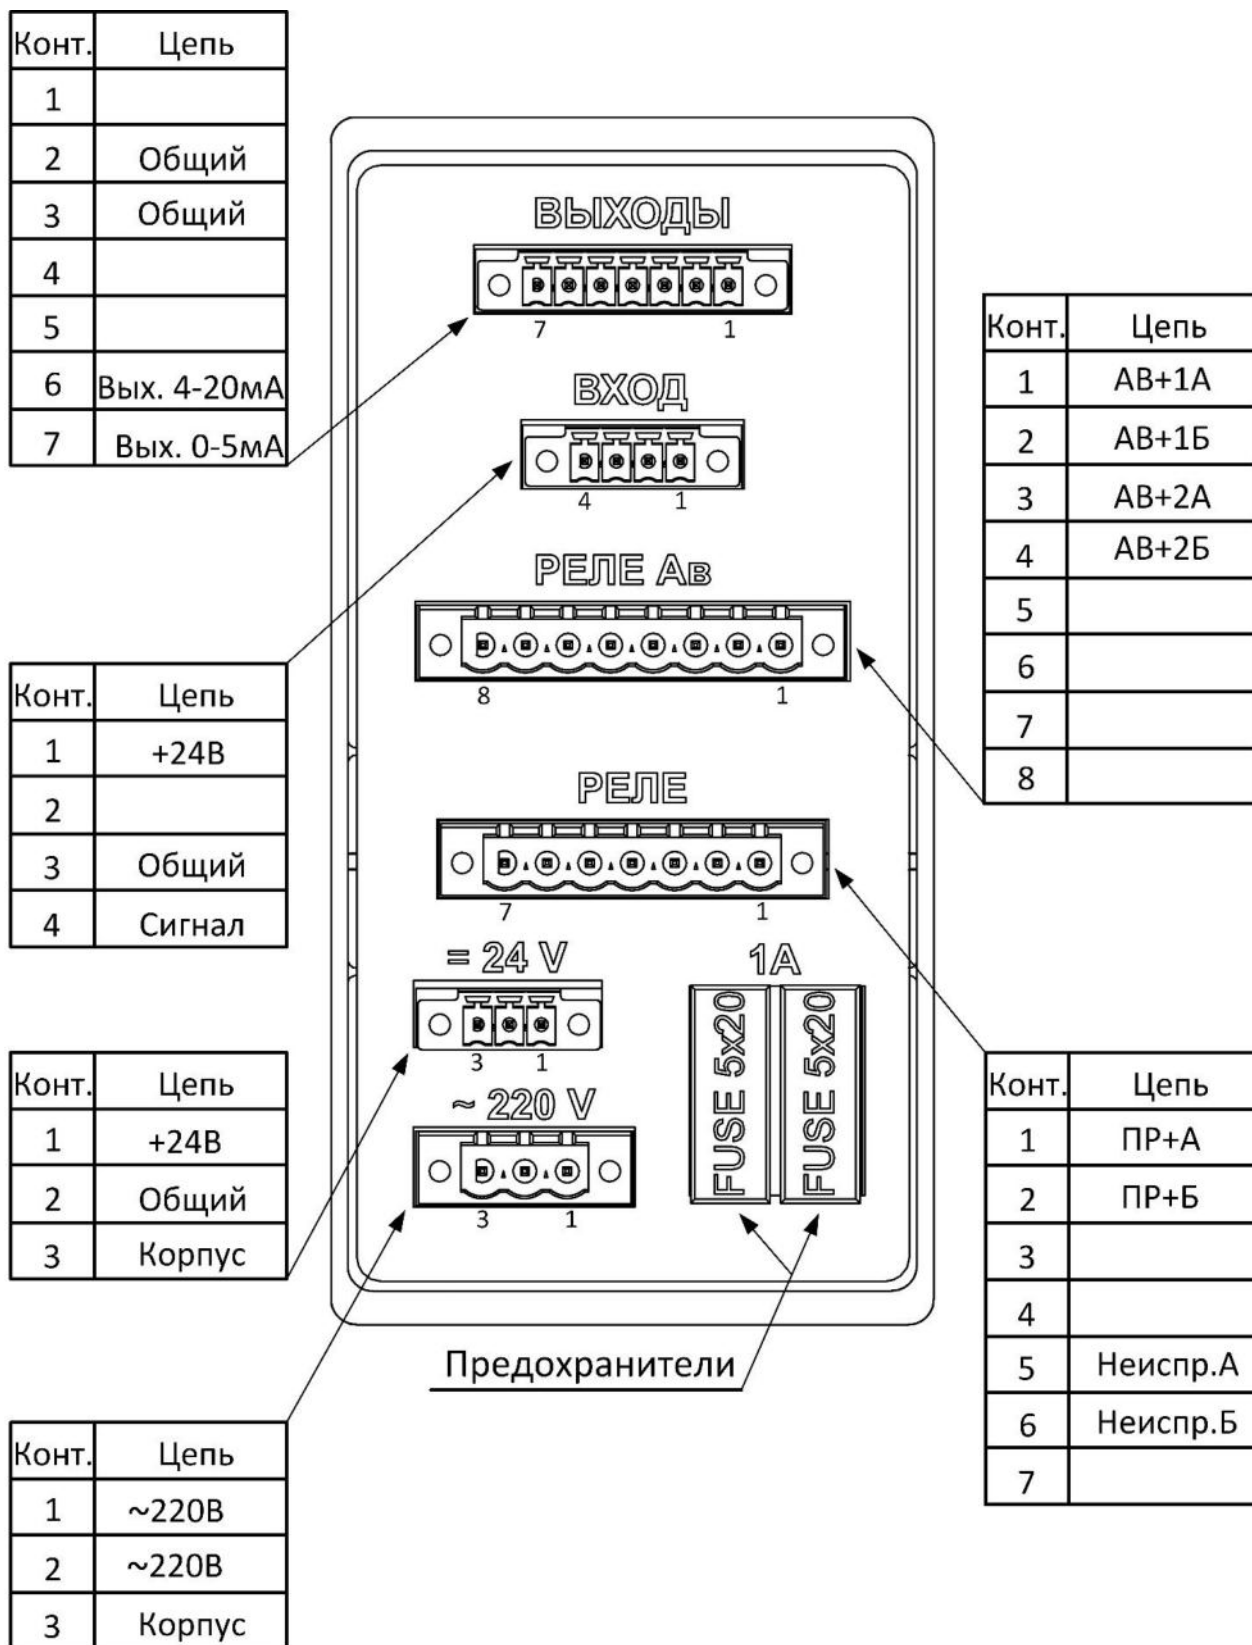 Конт. Цепь
1
2 Общий
3 Общий
4
5
6 Вых. 4-20мА
7 Вых. 0-5мА
ВЫХОДЫ
7 1
ВХОД
4 1
РЕЛЕ Ав
8 1
РЕЛЕ
7 1
= 24 V
3 1
~ 220 V
3 1
1А
FUSE 5x20
FUSE 5x20
Предохранители
Конт. Цепь
1 АВ+1А
2 АВ+1Б
3 АВ+2А
4 АВ+2Б
5
6
7
8
Конт. Цепь
1 +24В
2
3 Общий
4 Сигнал
Конт. Цепь
1 +24В
2 Общий
3 Корпус
Конт. Цепь
1 ПР+А
2 ПР+Б
3
4
5 Неиспр.А
6 Неиспр.Б
7
Конт. Цепь
1 ~220В
2 ~220В
3 Корпус